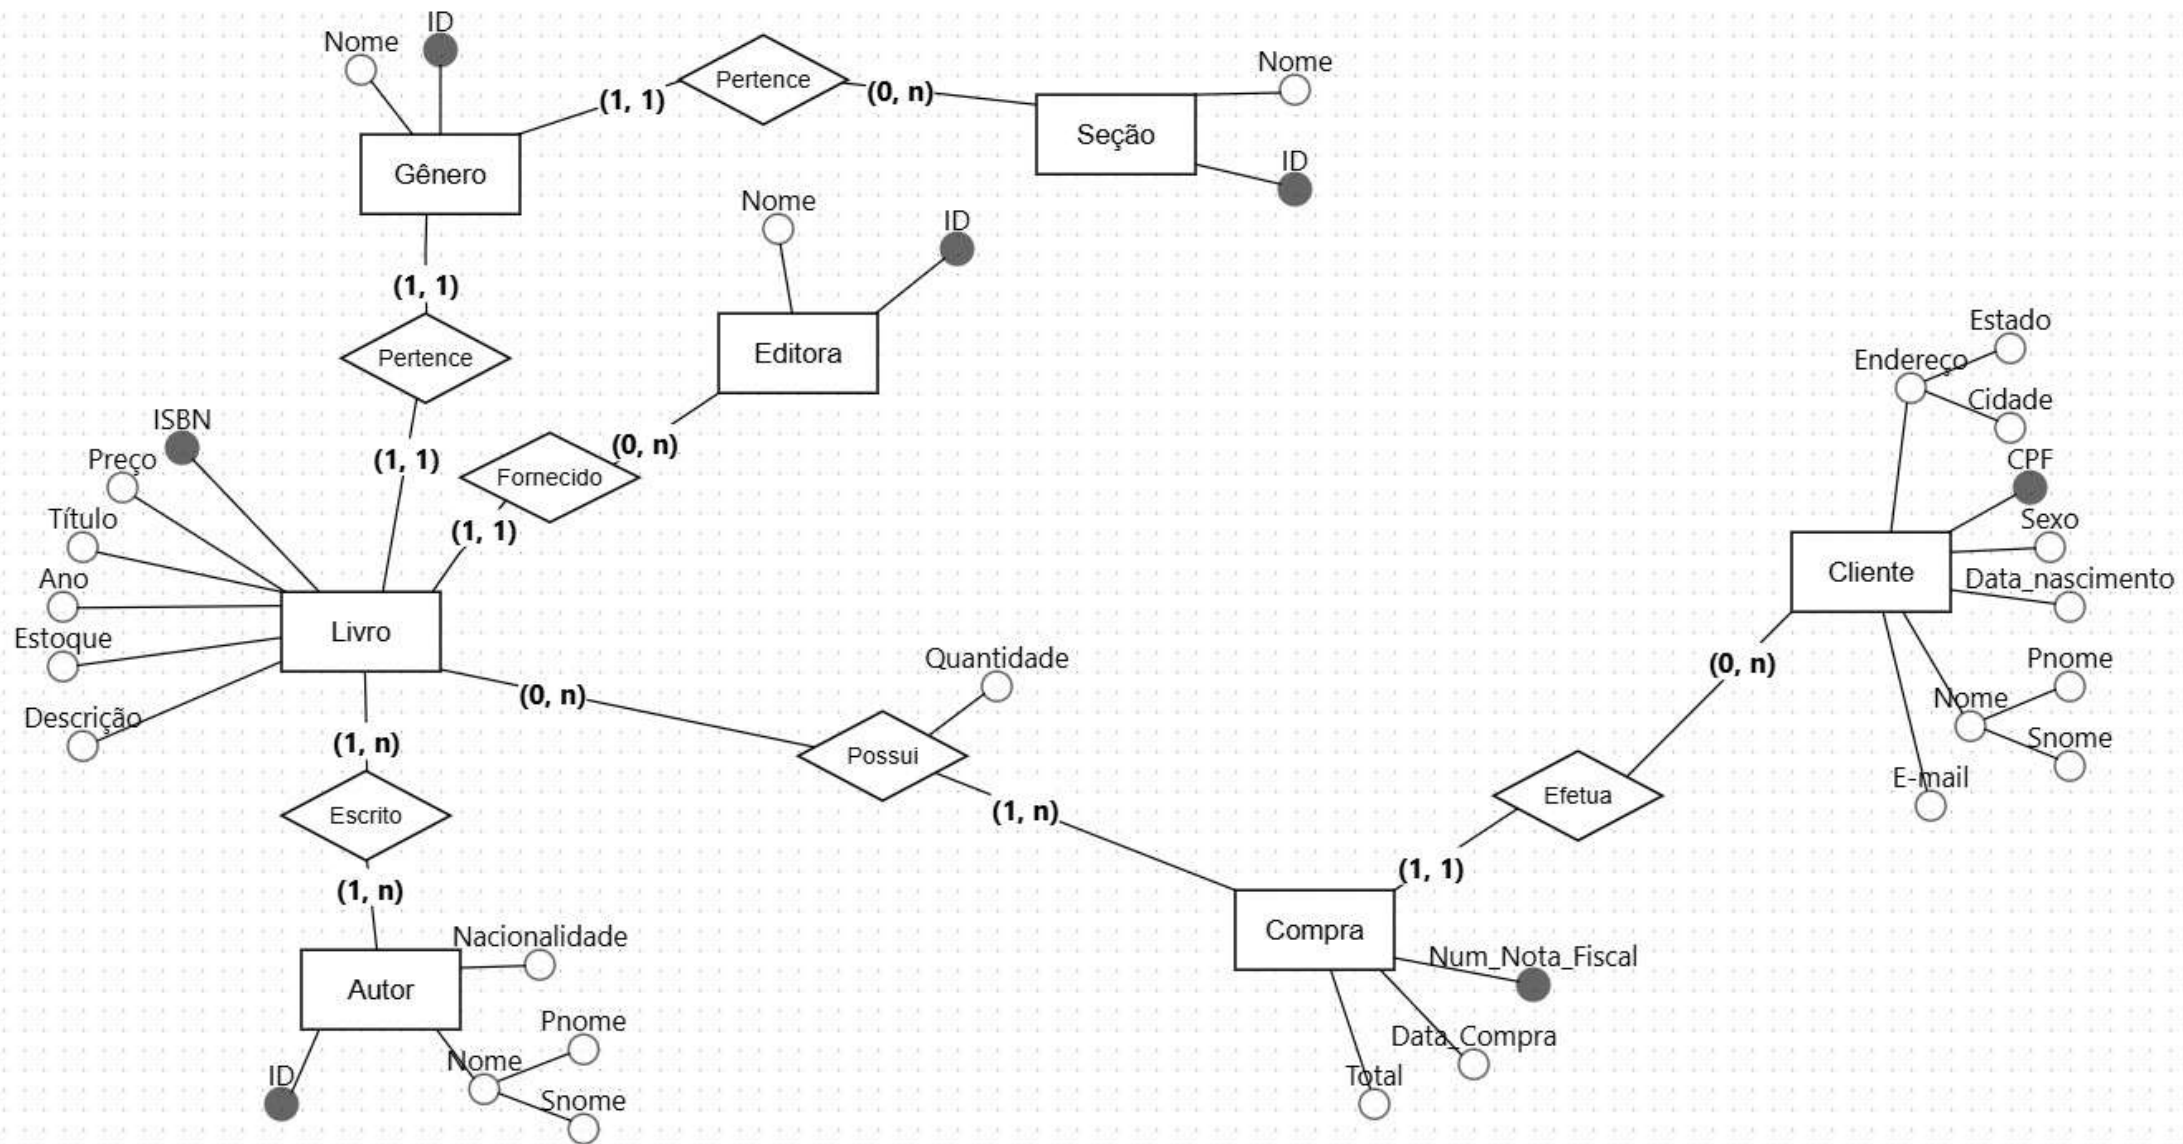 ID
Nome
Pertence
(1, 1)
(0, n)
Nome
Seção
ID
Gênero
Nome
ID
(1, 1)
Editora
Pertence
(0, n)
(1, 1)
Fornecido
(1, 1)
ISBN
Preço
Título
Ano
Estoque
Descrição
Livro
(0, n)
Quantidade
Possui
(1, n)
Estado
Endereço
Cidade
CPF
Sexo
Cliente
Data_nascimento
(0, n)
Pnome
Nome
Snome
E-mail
Efetua
(1, 1)
(1, n)
Escrito
(1, n)
Nacionalidade
Autor
Pnome
Nome
ID
Snome
Compra
Num_Nota_Fiscal
Data_Compra
Total